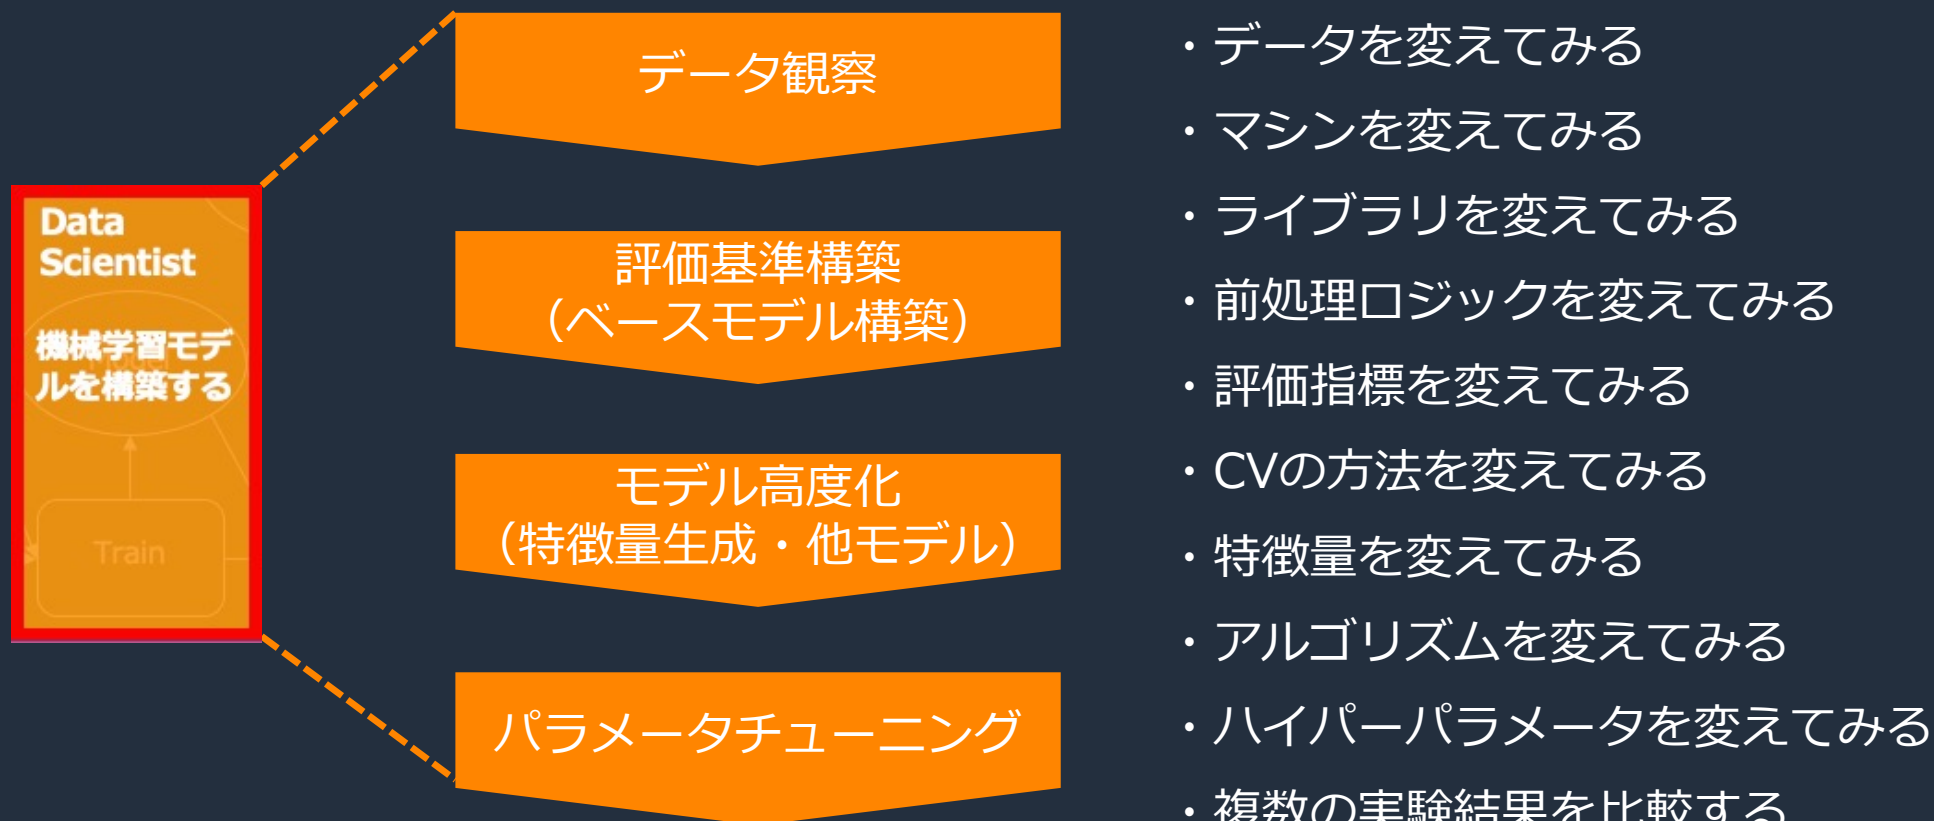 Data
Scientist
機械学習モデ
ルを構築する
Train
データ観察
評価基準構築
（ベースモデル構築）
モデル高度化
（特徴量生成・他モデル）
パラメータチューニング
・データを変えてみる
・マシンを変えてみる
・ライブラリを変えてみる
・前処理ロジックを変えてみる
・評価指標を変えてみる
・CVの方法を変えてみる
・特徴量を変えてみる
・アルゴリズムを変えてみる
・ハイパーパラメータを変えてみる
・複数の実験結果を比較する